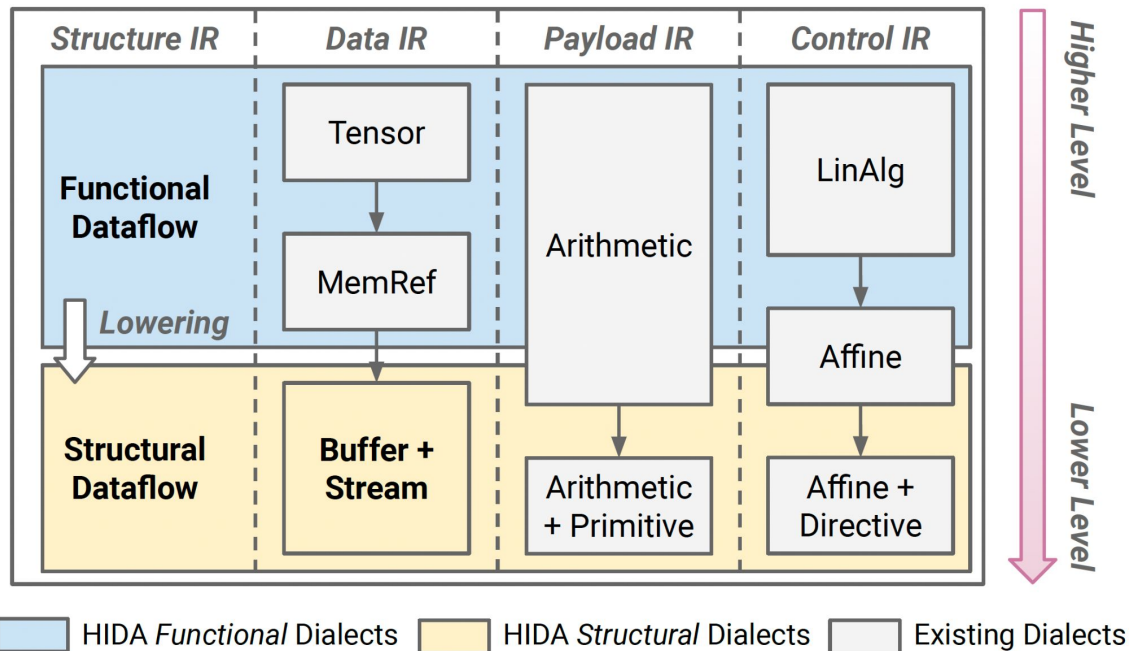 Structure IR
Data IR
Payload IR
Control IR
Higher Level
Functional
Dataflow
Tensor
MemRef
Arithmetic
LinAlg
Lowering
Affine
Structural
Dataflow
Buffer +
Stream
Arithmetic
+ Primitive
Affine +
Directive
Lower Level
HIDA Functional Dialects
HIDA Structural Dialects
Existing Dialects